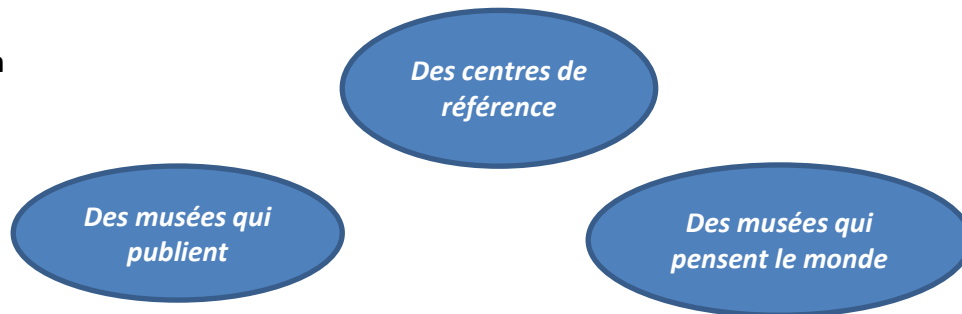 Des centres de
référence
Des musées qui
publient
Des musées qui
pensent le monde